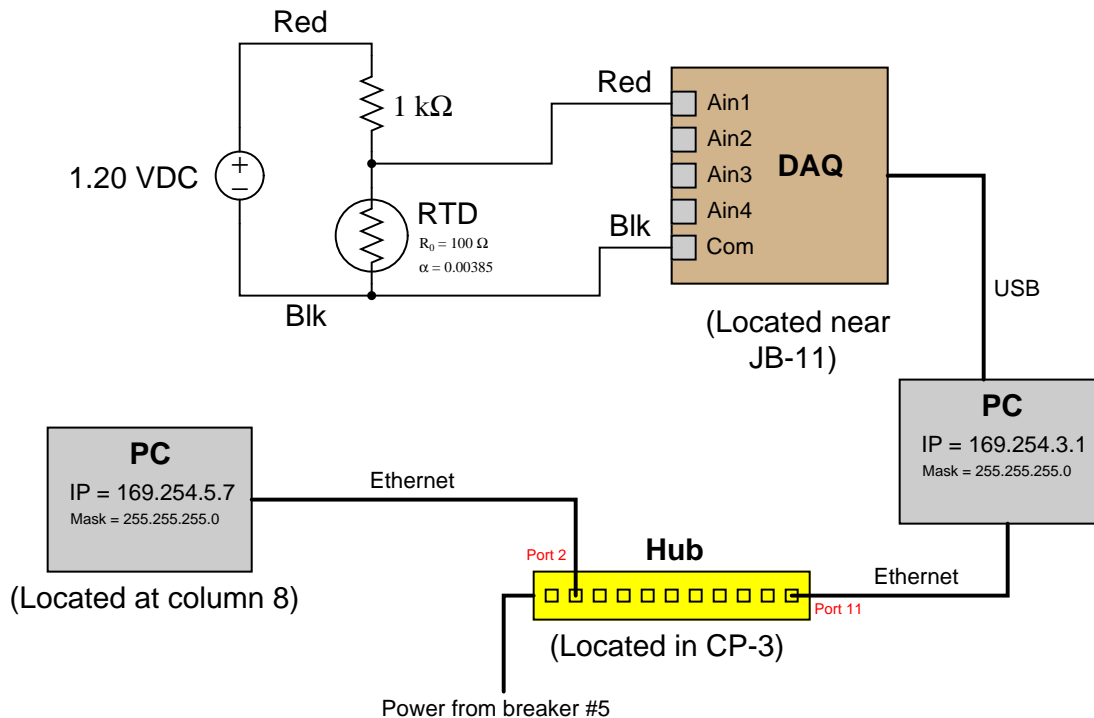 Red
1 kΩ
1.20 VDC
+
−
RTD
R₀ = 100 Ω
α = 0.00385
Blk
Red
Blk
Ain1
Ain2
Ain3
Ain4
Com
DAQ
(Located near
JB-11)
USB
PC
IP = 169.254.3.1
Mask = 255.255.255.0
PC
IP = 169.254.5.7
Mask = 255.255.255.0
(Located at column 8)
Ethernet
Port 2
Hub
Ethernet
Port 11
(Located in CP-3)
Power from breaker #5